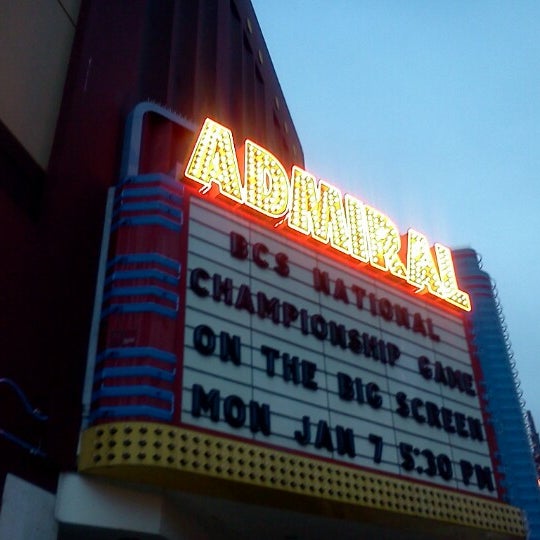 ADMIRAL
BCS NATIONAL
CHAMPIONSHIP GAME
ON THE BIG SCREEN
MON JAN 7 5:30 PM